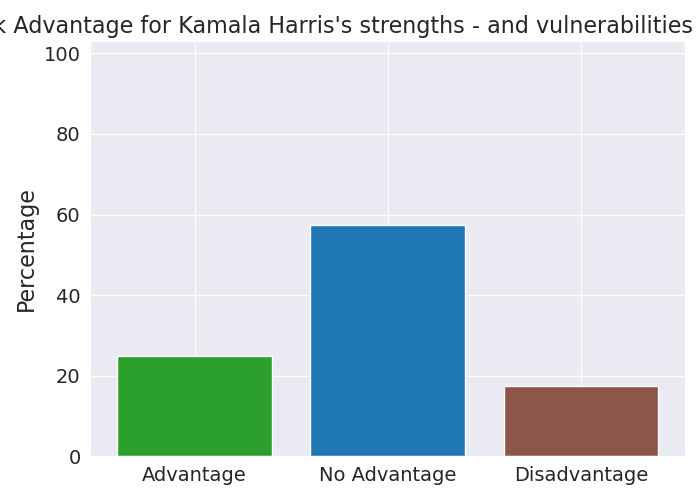 Advantage for Kamala Harris's strengths - and vulnerabilities
100
80
60
40
20
0
Percentage
Advantage
No Advantage
Disadvantage